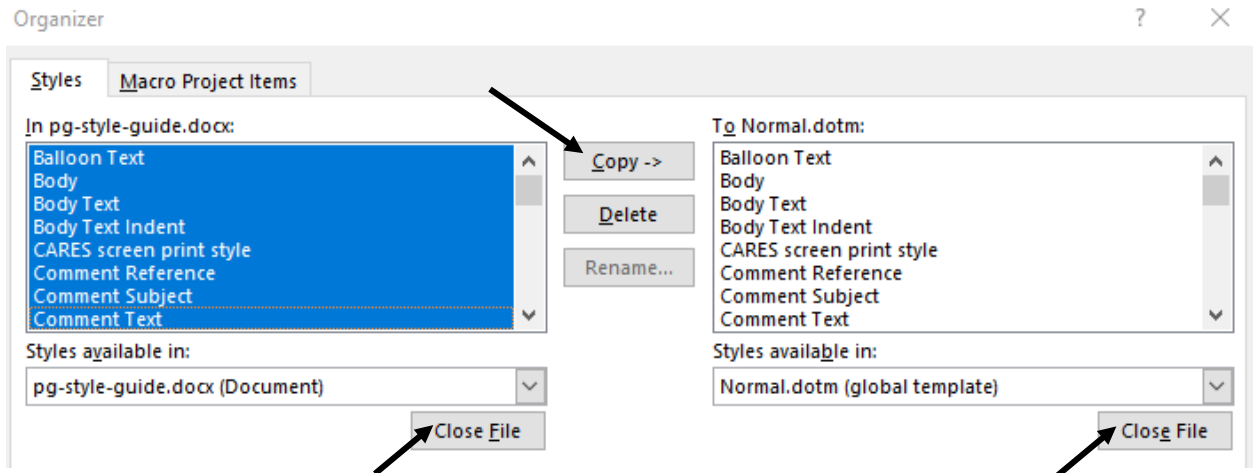 Organizer ?
Styles Macro Project Items
In pg-style-guide.docx:
Balloon Text
Body
Body Text
Body Text Indent
CARES screen print style
Comment Reference
Comment Subject
Comment Text
Styles available in:
pg-style-guide.docx (Document)
Close File
Copy ->
Delete
Rename...
To Normal.dotm:
Balloon Text
Body
Body Text
Body Text Indent
CARES screen print style
Comment Reference
Comment Subject
Comment Text
Styles available in:
Normal.dotm (global template)
Close File